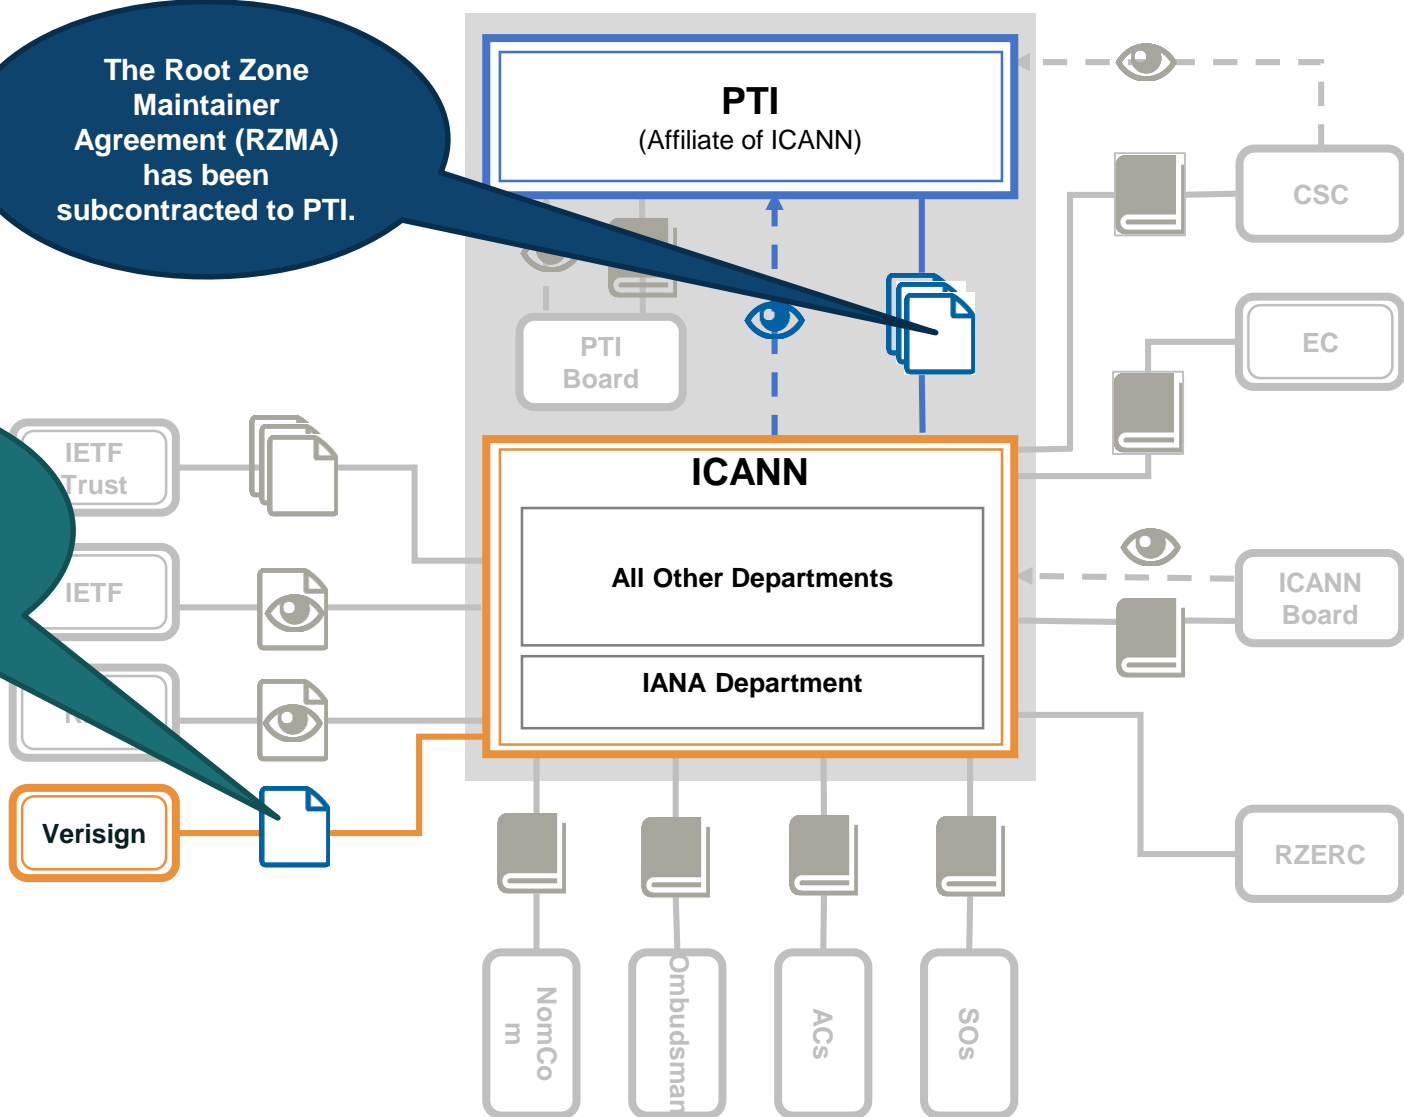 The Root Zone
Maintainer
Agreement (RZMA)
has been
subcontracted to PTI.
PTI
(Affiliate of ICANN)
CSC
PTI
Board
EC
IETF
Trust
ICANN
All Other Departments
IETF
ICANN
Board
IANA Department
Verisign
RZERC
NomCo
m
Ombudsman
ACs
SOs